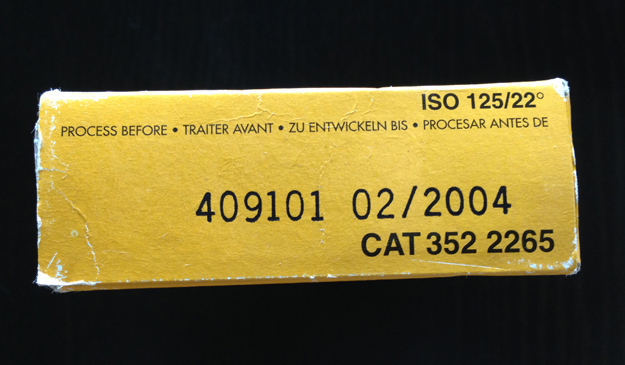 ISO 125/22°
PROCESS BEFORE • TRAITER AVANT • ZU ENTWICKELN BIS • PROCESAR ANTES DE
409101 02/2004
CAT 352 2265